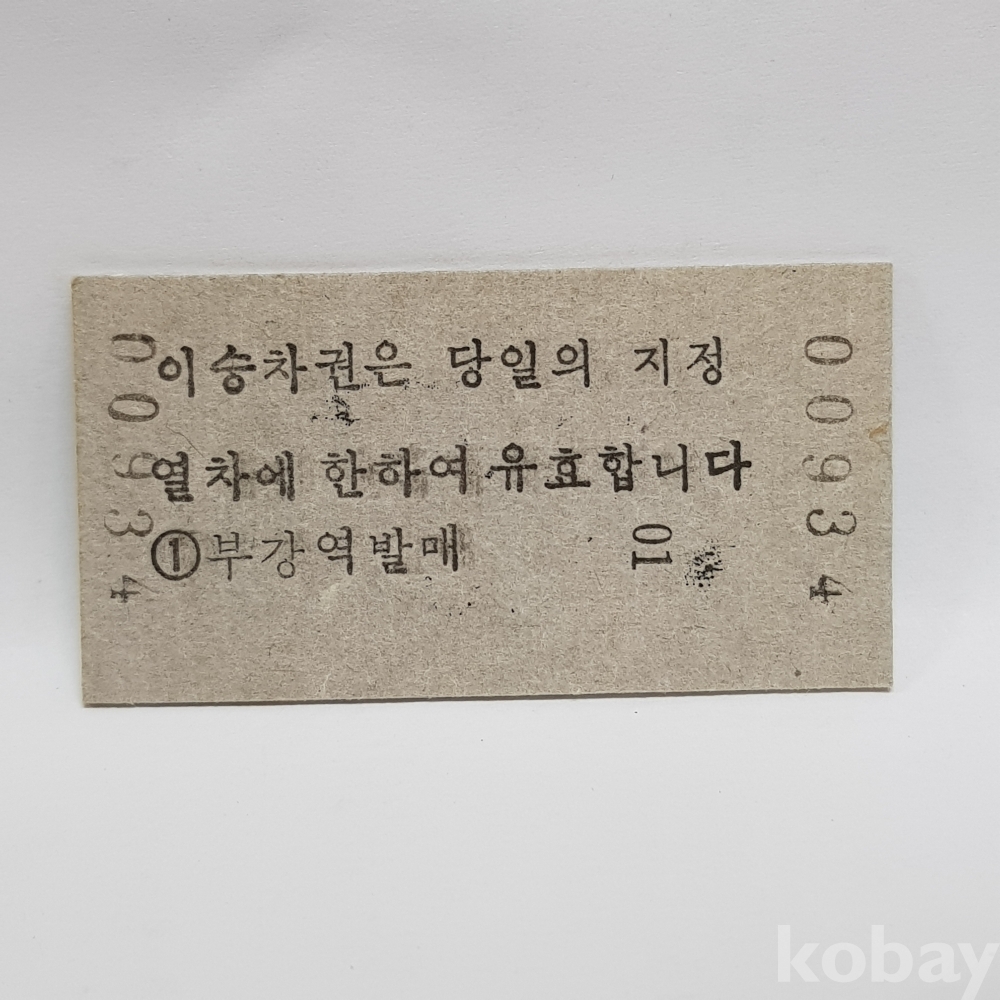 이승차권은 당일의 지정
열차에 한하여 유효합니다
①부강역발매 01
00934
00934
kobay